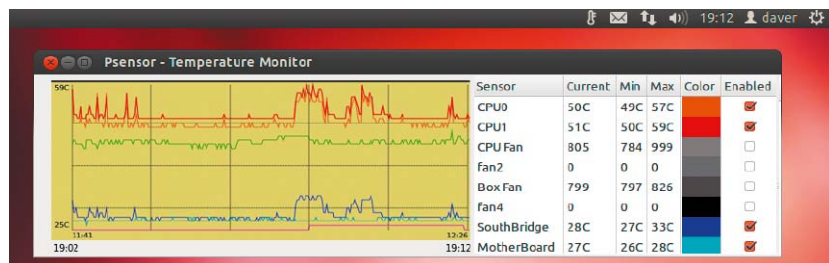 19:12 daver
Psensor - Temperature Monitor
59C
25C
11:41 12:26
19:02 19:12
Sensor Current Min Max Color Enabled
CPU0 50C 49C 57C
CPU1 51C 50C 59C
CPU Fan 805 784 999
fan2 0 0 0
Box Fan 799 797 826
fan4 0 0 0
SouthBridge 28C 27C 33C
MotherBoard 27C 26C 28C